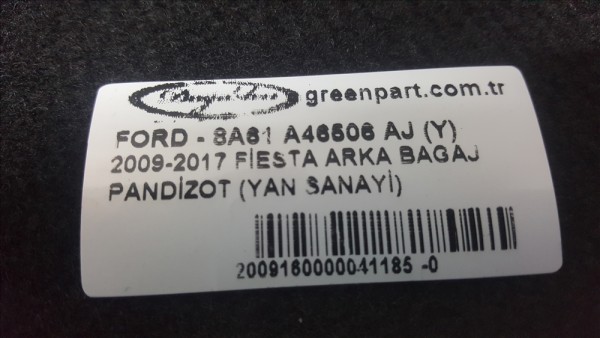 greenpart.com.tr
FORD - 8A61 A46506 AJ (Y)
2009-2017 FİESTA ARKA BAGAJ
PANDİZOT (YAN SANAYİ)
2009160000041185 -0